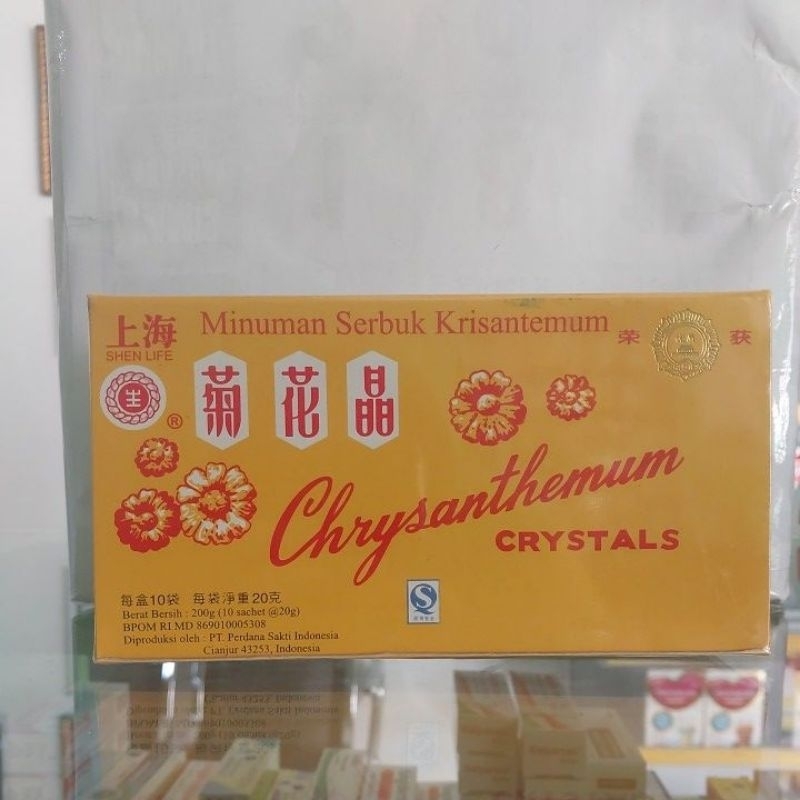 上海
SHEN LIFE
生
®
Minuman Serbuk Krisantemum
荣 获
菊花晶
Chrysanthemum
CRYSTALS
每盒10袋 每袋淨重20克
Berat Bersih : 200g (10 sachet @20g)
BPOM RI MD 869010005308
Diproduksi oleh : PT. Perdana Sakti Indonesia
Cianjur 43253, Indonesia
S